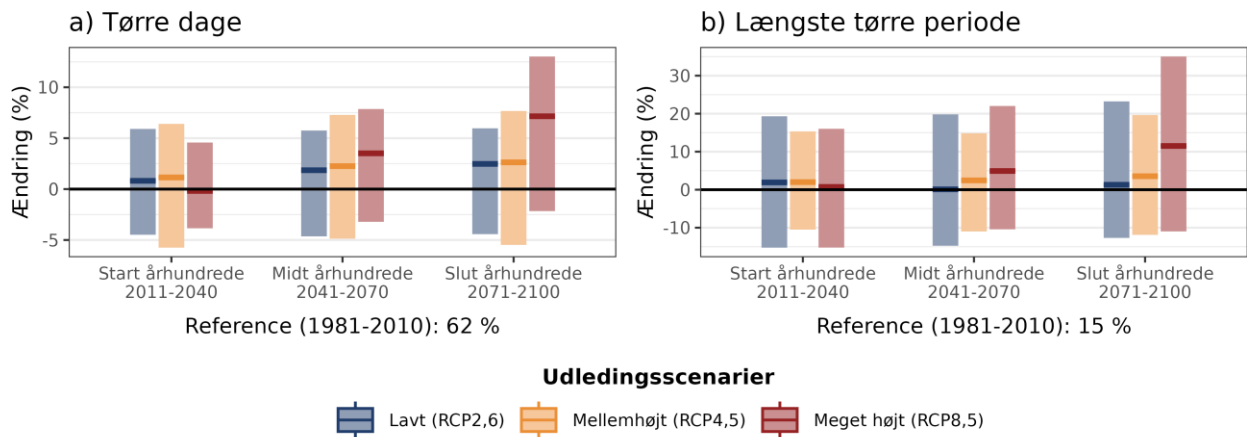 a) Tørre dage
Ændring (%)
10
5
0
-5
Start århundrede
2011-2040
Midt århundrede
2041-2070
Slut århundrede
2071-2100
Reference (1981-2010): 62 %
b) Længste tørre periode
Ændring (%)
30
20
10
0
-10
Start århundrede
2011-2040
Midt århundrede
2041-2070
Slut århundrede
2071-2100
Reference (1981-2010): 15 %
Udledingsscenarier
Lavt (RCP2,6)
Mellemhøjt (RCP4,5)
Meget højt (RCP8,5)